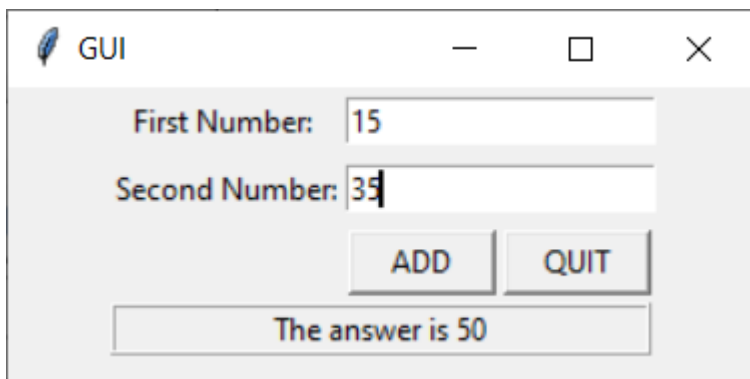 GUI
First Number: 15
Second Number: 35
ADD QUIT
The answer is 50